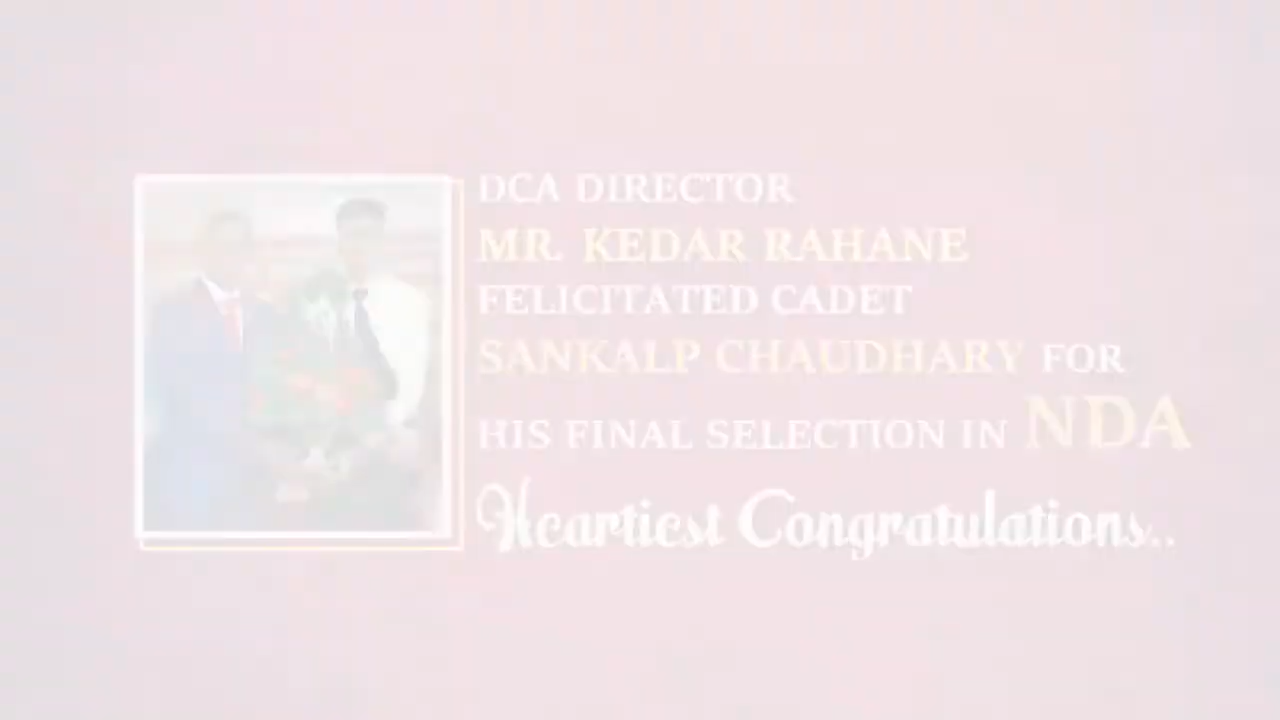 DCA DIRECTOR
MR. KEDAR RAHANE
FELICITATED CADET
SANKALP CHAUDHARY FOR
HIS FINAL SELECTION IN NDA
Heartiest Congratulations..